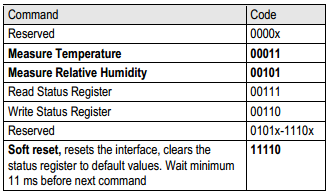 Command Code
Reserved 0000x
Measure Temperature 00011
Measure Relative Humidity 00101
Read Status Register 00111
Write Status Register 00110
Reserved 0101x-1110x
Soft reset, resets the interface, clears the 11110
status register to default values. Wait minimum
11 ms before next command